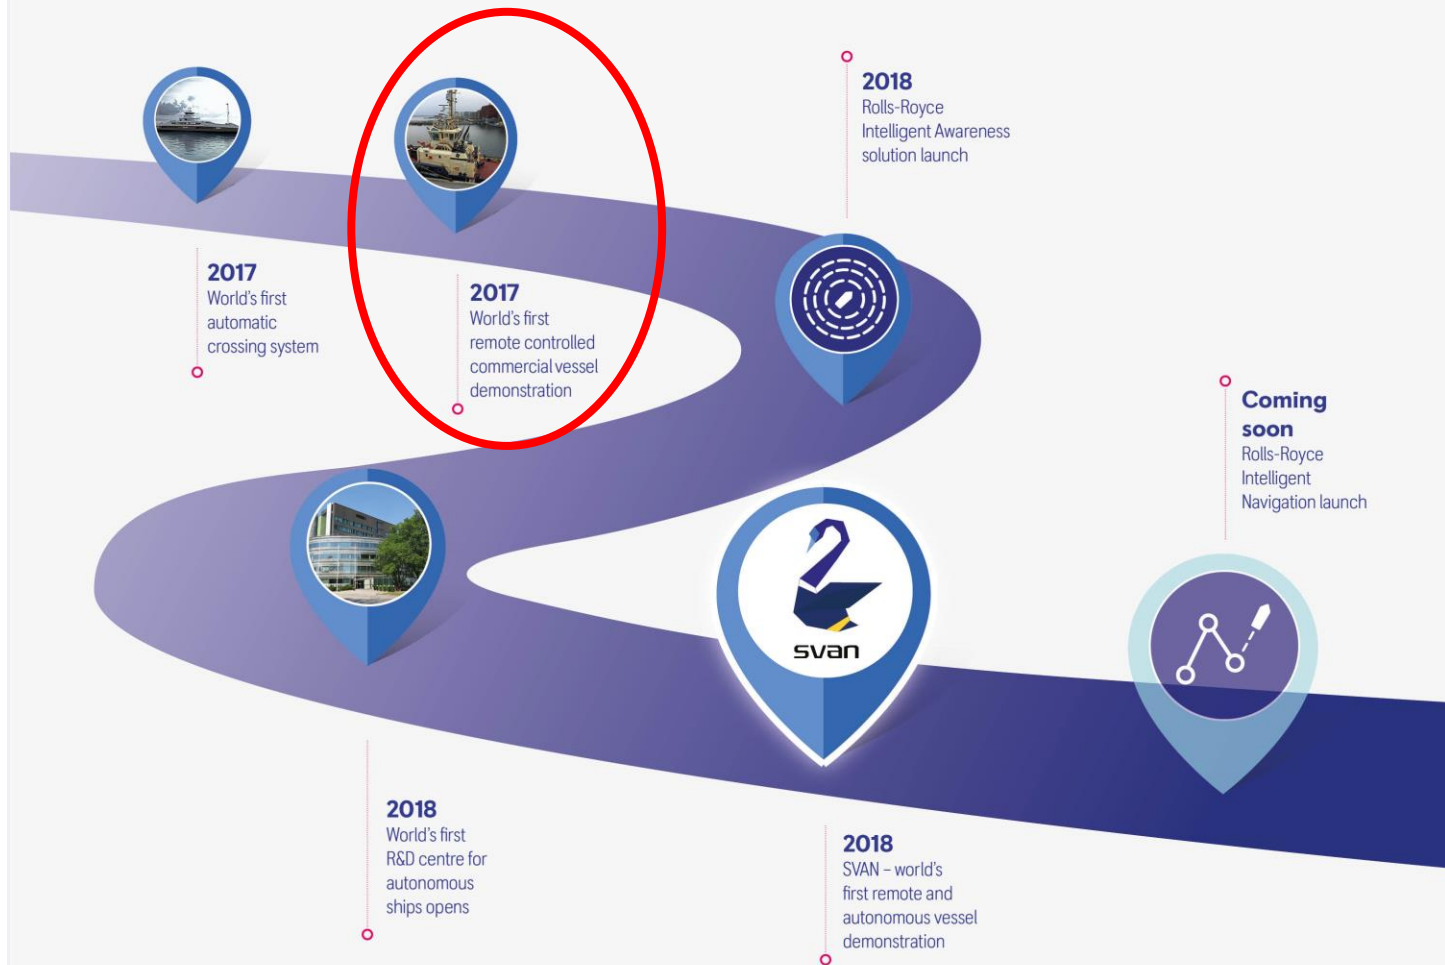 2017
World's first
automatic
crossing system
2017
World's first
remote controlled
commercial vessel
demonstration
2018
Rolls-Royce
Intelligent Awareness
solution launch
2018
World's first
R&D centre for
autonomous
ships opens
svan
2018
SVAN – world's
first remote and
autonomous vessel
demonstration
Coming
soon
Rolls-Royce
Intelligent
Navigation launch